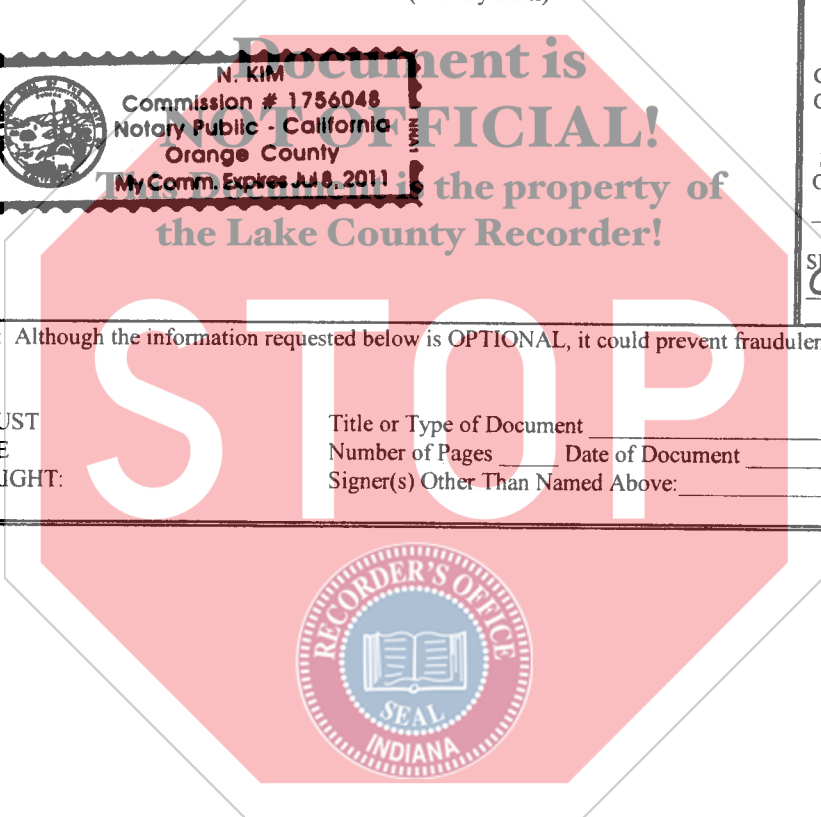 Document is
N. KIM
Commission # 1756048
NOT OFFICIAL!
Notary Public - California
NNA1
Orange County
My Comm. Expires Jul 8, 2011
This Document is the property of
the Lake County Recorder!
STOP
Although the information requested below is OPTIONAL, it could prevent
UST
Title or Type of Document
E
Number of Pages Date of Document
IGHT:
Signer(s) Other Than Named Above:
RECORDER'S OFFICE
SEAL
INDIANA